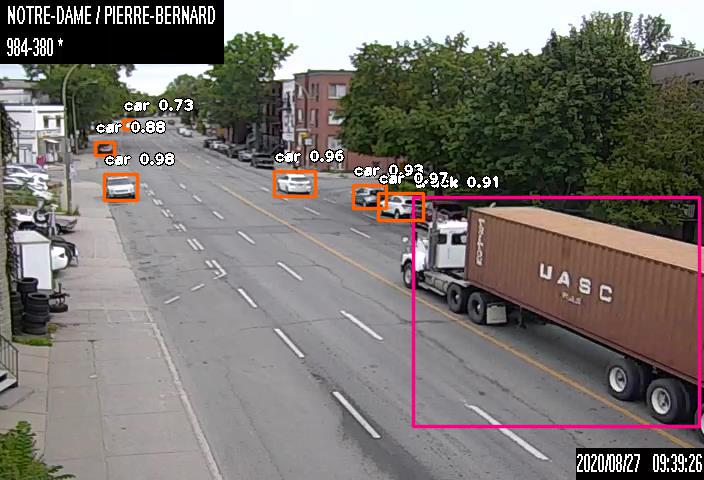 NOTRE-DAME / PIERRE-BERNARD
984-380 *
car 0.73
car 0.88
car 0.98
car 0.96
car 0.93
car 0.97
0.91
TRITON
UASC
2020/08/27 09:39:26